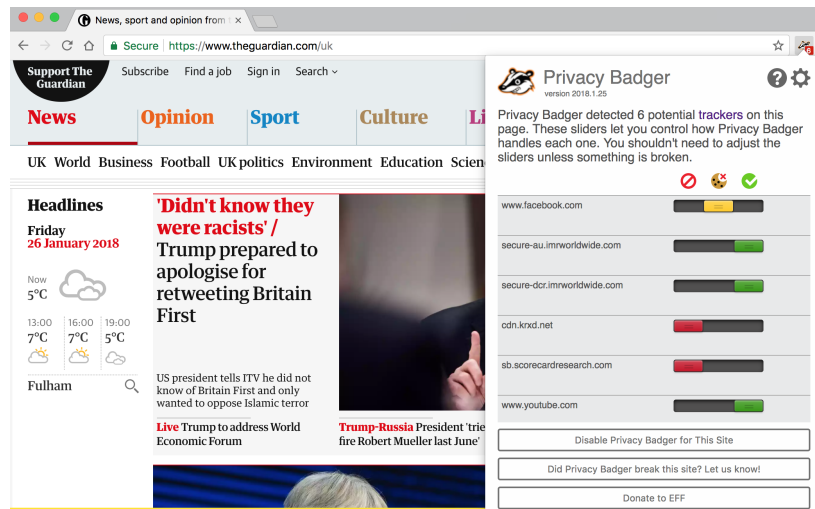 News, sport and opinion from t
Secure
https://www.theguardian.com/uk
6
Support The
Guardian
Subscribe
Find a job
Sign in
Search
News
Opinion
Sport
Culture
Li
UK World Business Football UK politics Environment Education Scien
Headlines
Friday
26 January 2018
Now
5°C
13:00 16:00 19:00
7°C 7°C 5°C
Fulham
'Didn't know they
were racists' /
Trump prepared to
apologise for
retweeting Britain
First
US president tells ITV he did not
know of Britain First and only
wanted to oppose Islamic terror
Live Trump to address World
Economic Forum
Trump-Russia President 'trie
fire Robert Mueller last June'
Privacy Badger
version 2018.1.25
Privacy Badger detected 6 potential trackers on this
page. These sliders let you control how Privacy Badger
handles each one. You shouldn't need to adjust the
sliders unless something is broken.
www.facebook.com
secure-au.imrworldwide.com
secure-dcr.imrworldwide.com
cdn.krxd.net
sb.scorecardresearch.com
www.youtube.com
Disable Privacy Badger for This Site
Did Privacy Badger break this site? Let us know!
Donate to EFF